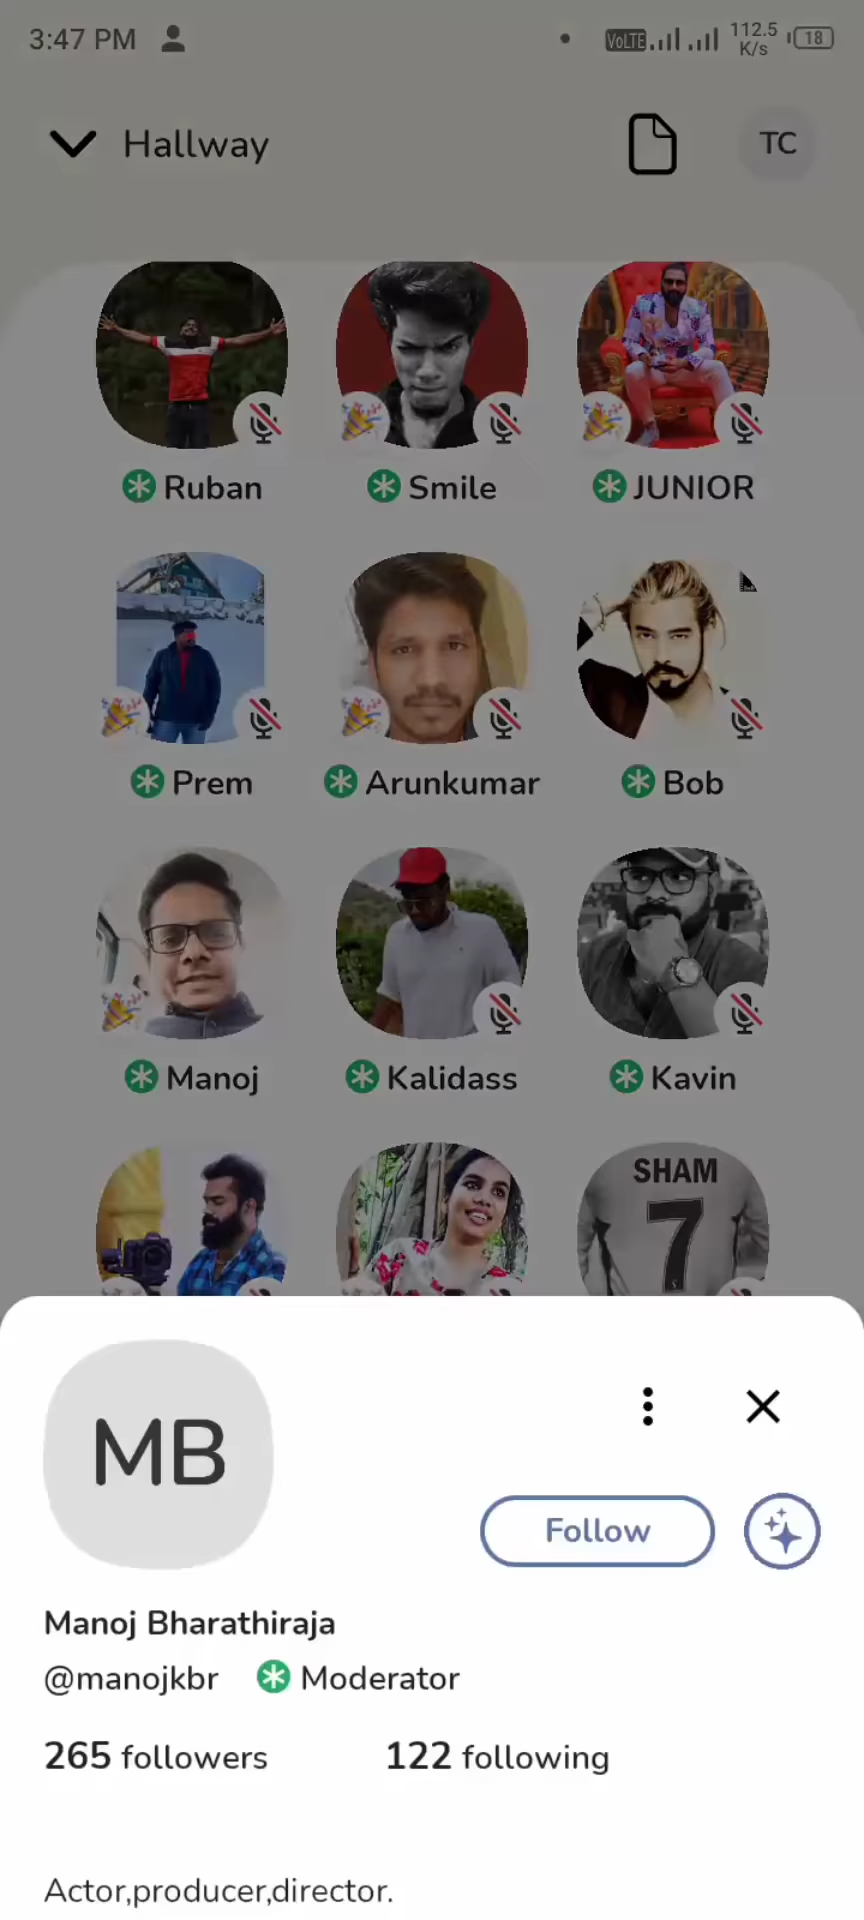 3:47 PM
VoLTE 112.5 K/s 18
Hallway
TC
Ruban Smile JUNIOR
Prem Arunkumar Bob
Manoj Kalidass Kavin
SHAM
7
MB
Follow
Manoj Bharathiraja
@manojkbr Moderator
265 followers 122 following
Actor,producer,director.